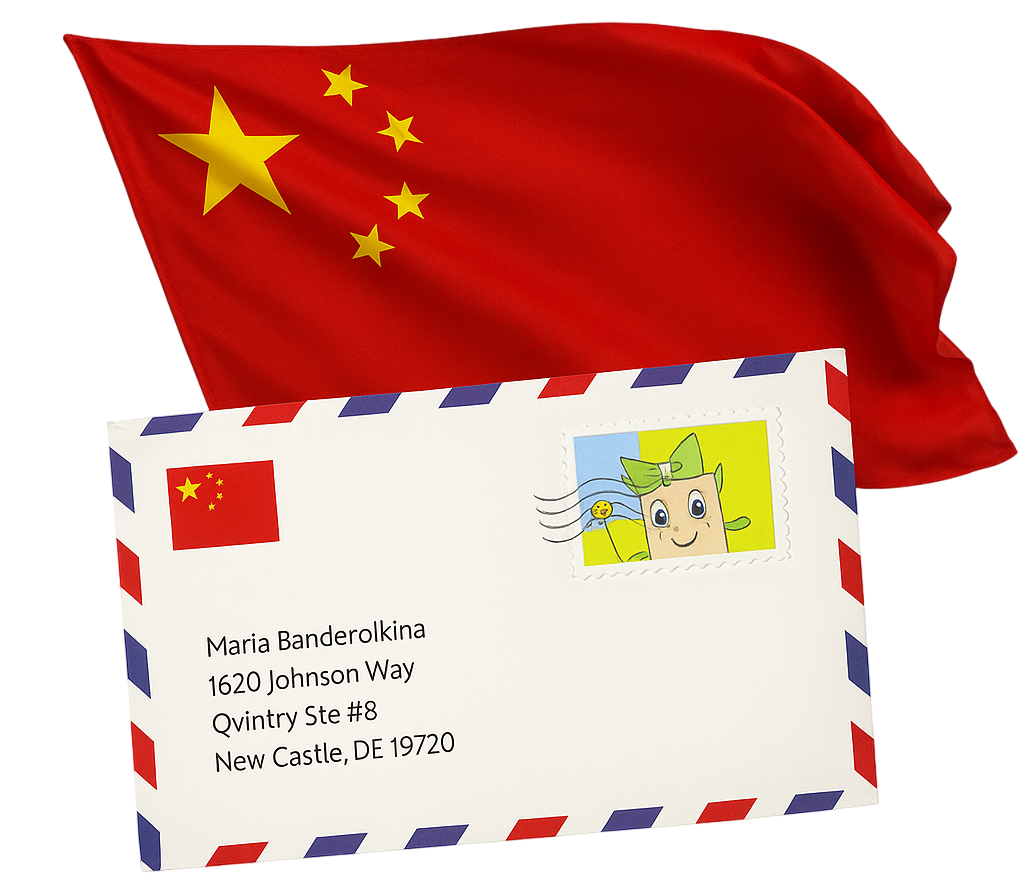 Maria Banderolkina
1620 Johnson Way
Qvintry Ste #8
New Castle, DE 19720